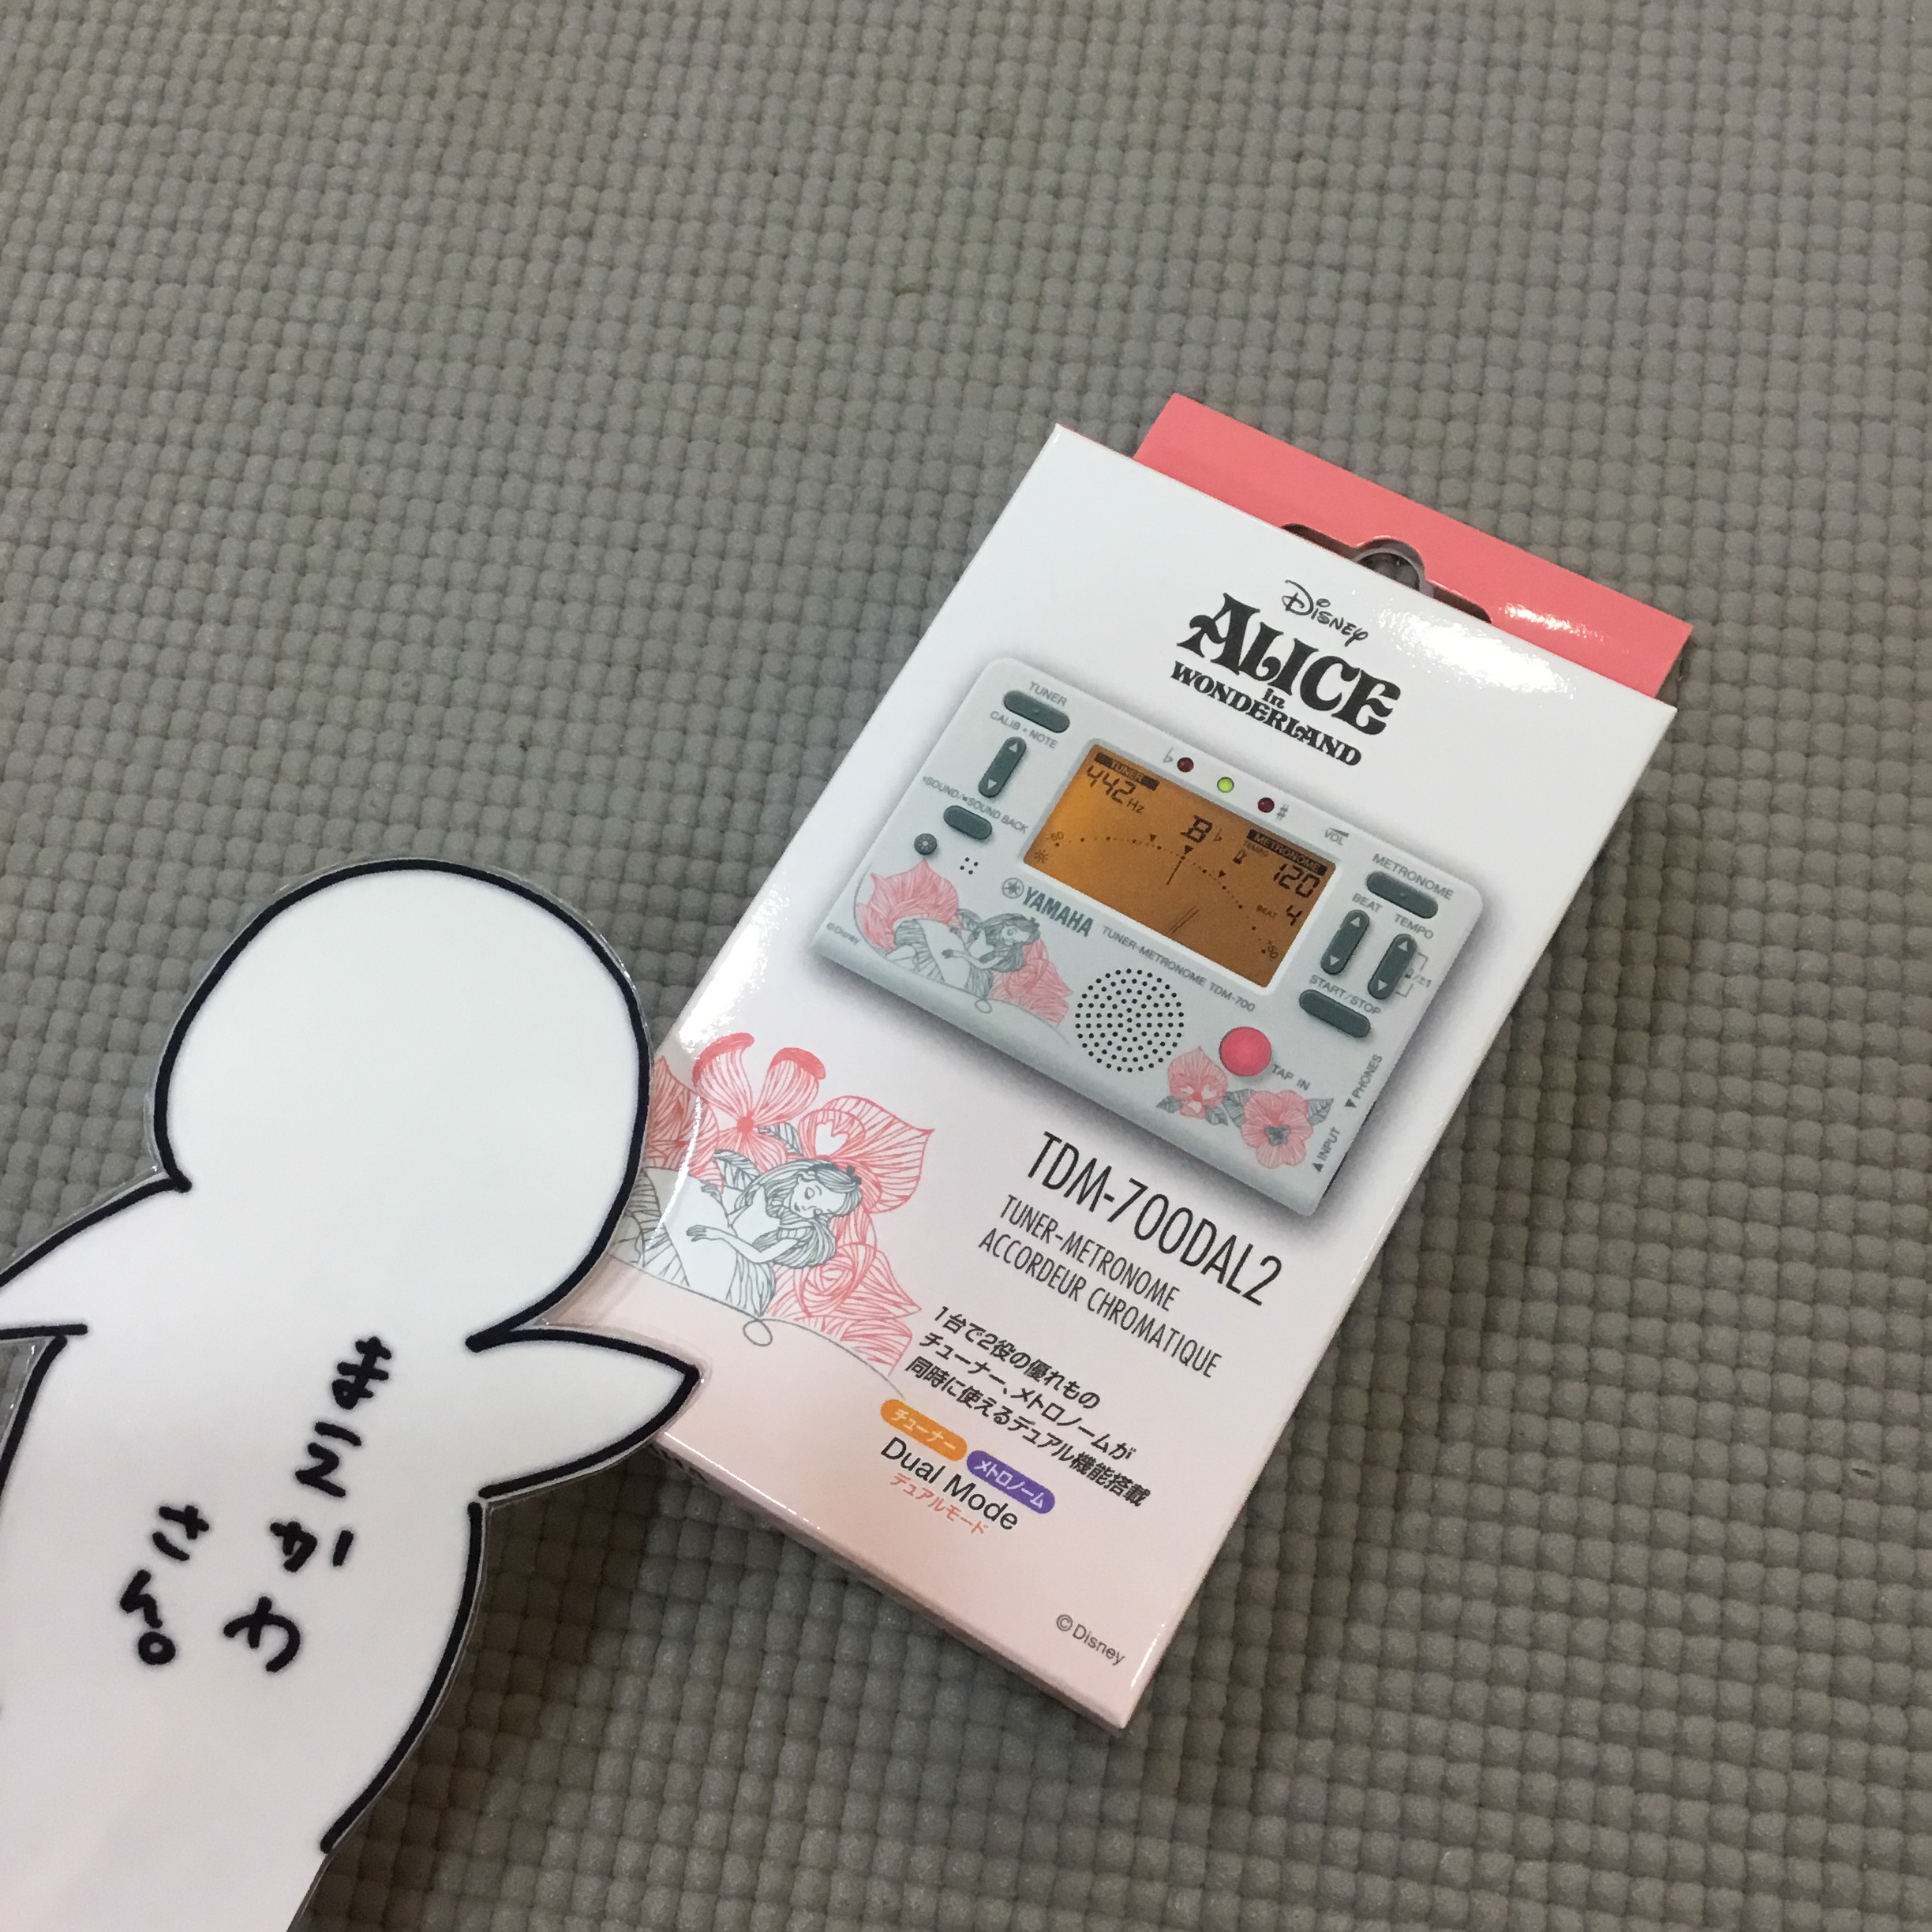 Disney
ALICE
in
WONDERLAND
TUNER
CALIB • NOTE
SOUND/SOUND BACK
TUNER
442 Hz
B♭
METRONOME
TEMPO
120
BEAT 4
♭
♯
VOL
METRONOME
BEAT
TEMPO
START/STOP
©Disney
YAMAHA
TUNER-METRONOME TDM-700
TAP IN
▼PHONES
▲INPUT
TDM-700DAL2
TUNER-METRONOME
ACCORDEUR CHROMATIQUE
1台で2役の優れもの
チューナー、メトロノームが
同時に使えるデュアル機能搭載
チューナー メトロノーム
Dual Mode
デュアルモード
©Disney
まえかわ
さん。